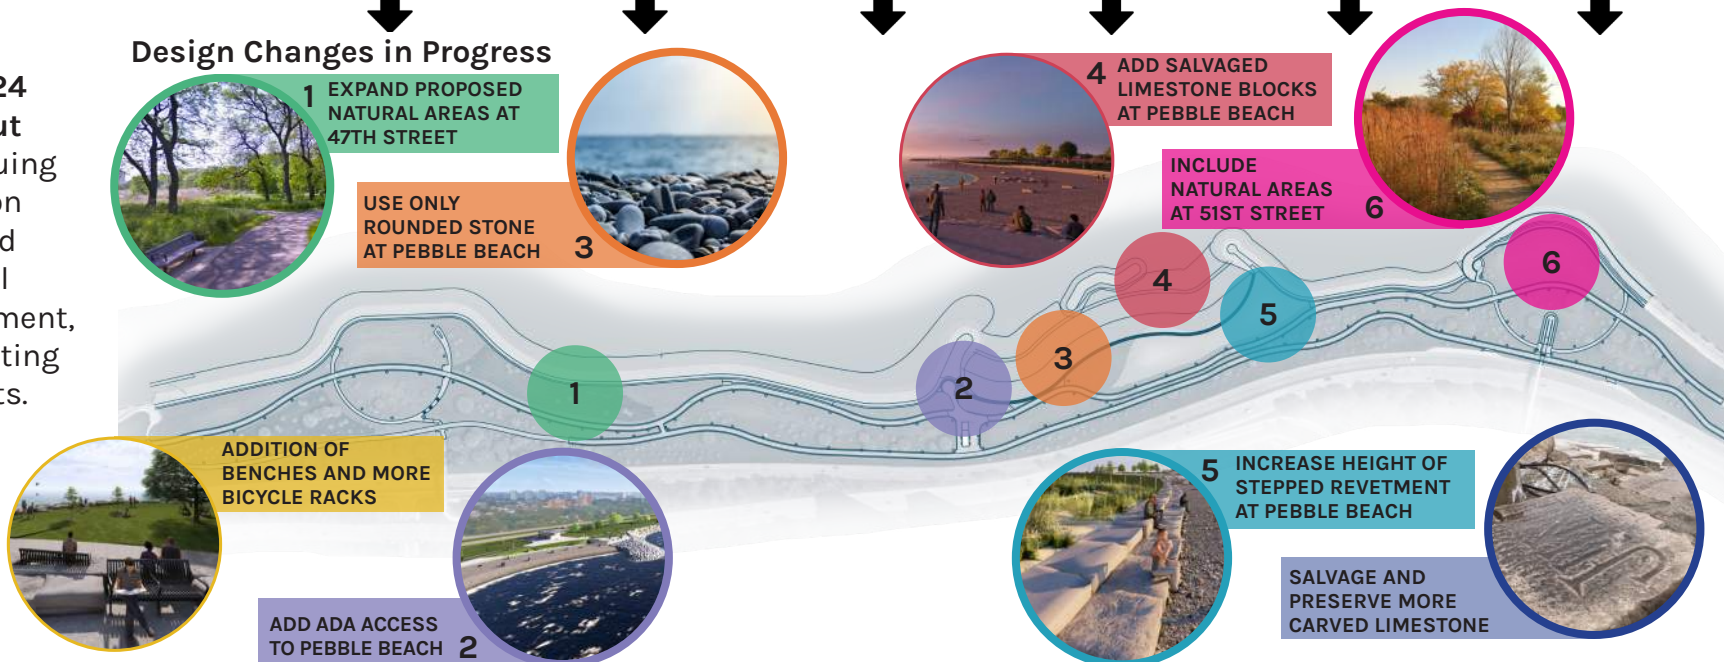 Design Changes in Progress
24
ut
uing
on
d
l
ment,
ting
ts.
1 EXPAND PROPOSED
NATURAL AREAS AT
47TH STREET
USE ONLY
ROUNDED STONE
AT PEBBLE BEACH 3
4 ADD SALVAGED
LIMESTONE BLOCKS
AT PEBBLE BEACH
INCLUDE
NATURAL AREAS
AT 51ST STREET 6
1
2
3
4
5
6
ADDITION OF
BENCHES AND MORE
BICYCLE RACKS
ADD ADA ACCESS
TO PEBBLE BEACH 2
5 INCREASE HEIGHT OF
STEPPED REVETMENT
AT PEBBLE BEACH
SALVAGE AND
PRESERVE MORE
CARVED LIMESTONE